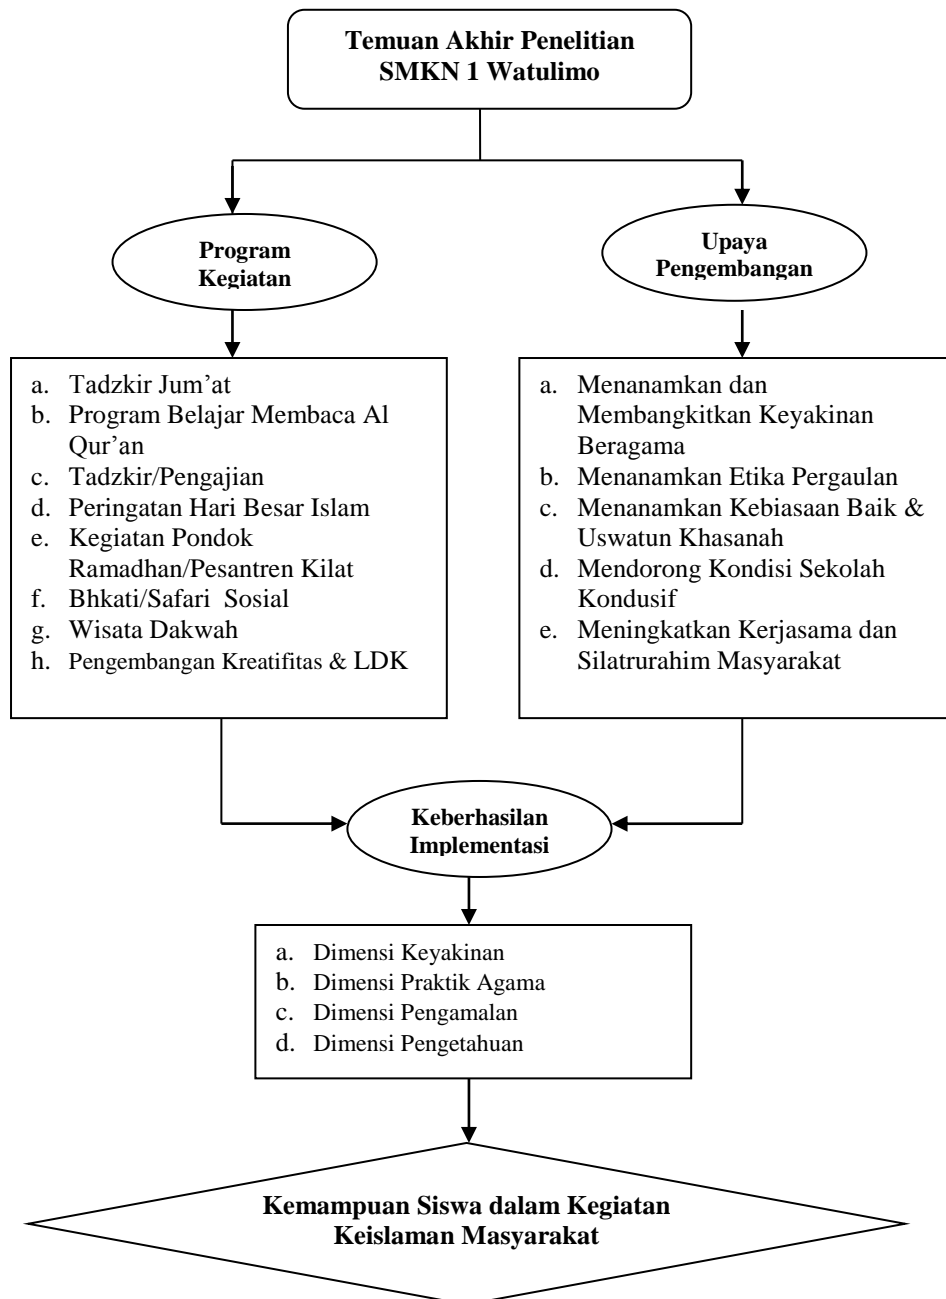 Temuan Akhir Penelitian
SMKN 1 Watulimo
Program
Kegiatan
Upaya
Pengembangan
a. Tadzkir Jum’at
b. Program Belajar Membaca Al
Qur’an
c. Tadzkir/Pengajian
d. Peringatan Hari Besar Islam
e. Kegiatan Pondok
Ramadhan/Pesantren Kilat
f. Bhkati/Safari Sosial
g. Wisata Dakwah
h. Pengembangan Kreatifitas & LDK
a. Menanamkan dan
Membangkitkan Keyakinan
Beragama
b. Menanamkan Etika Pergaulan
c. Menanamkan Kebiasaan Baik &
Uswatun Khasanah
d. Mendorong Kondisi Sekolah
Kondusif
e. Meningkatkan Kerjasama dan
Silatrurahim Masyarakat
Keberhasilan
Implementasi
a. Dimensi Keyakinan
b. Dimensi Praktik Agama
c. Dimensi Pengamalan
d. Dimensi Pengetahuan
Kemampuan Siswa dalam Kegiatan
Keislaman Masyarakat